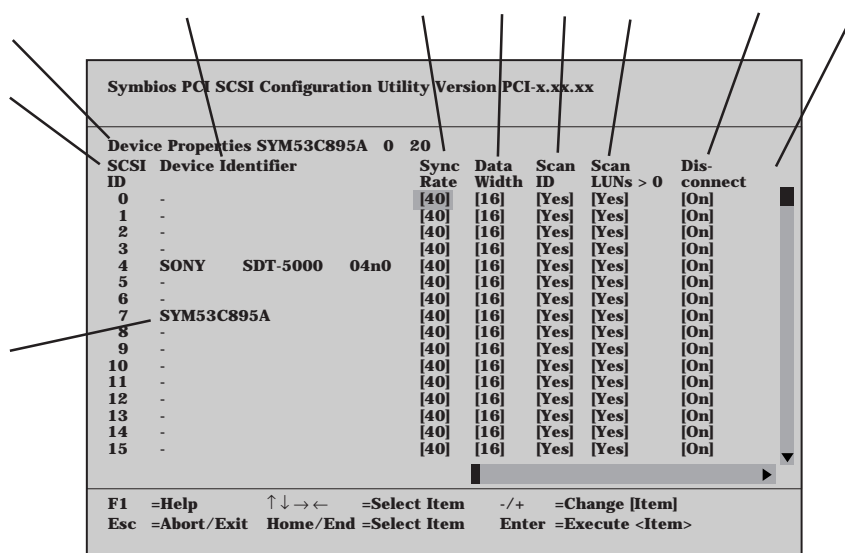 Symbios PCI SCSI Configuration Utility Version PCI-x.xx.xx
Device Properties SYM53C895A 0 20
SCSI Device Identifier Sync Data Scan Scan Dis-
ID Rate Width ID LUNs > 0 connect
0 - [40] [16] [Yes] [Yes] [On]
1 - [40] [16] [Yes] [Yes] [On]
2 - [40] [16] [Yes] [Yes] [On]
3 - [40] [16] [Yes] [Yes] [On]
4 SONY SDT-5000 04n0 [40] [16] [Yes] [Yes] [On]
5 - [40] [16] [Yes] [Yes] [On]
6 - [40] [16] [Yes] [Yes] [On]
7 SYM53C895A [40] [16] [Yes] [Yes] [On]
8 - [40] [16] [Yes] [Yes] [On]
9 - [40] [16] [Yes] [Yes] [On]
10 - [40] [16] [Yes] [Yes] [On]
11 - [40] [16] [Yes] [Yes] [On]
12 - [40] [16] [Yes] [Yes] [On]
13 - [40] [16] [Yes] [Yes] [On]
14 - [40] [16] [Yes] [Yes] [On]
15 - [40] [16] [Yes] [Yes] [On]
F1 =Help ↑↓→← =Select Item -/+ =Change [Item]
Esc =Abort/Exit Home/End =Select Item Enter =Execute <Item>